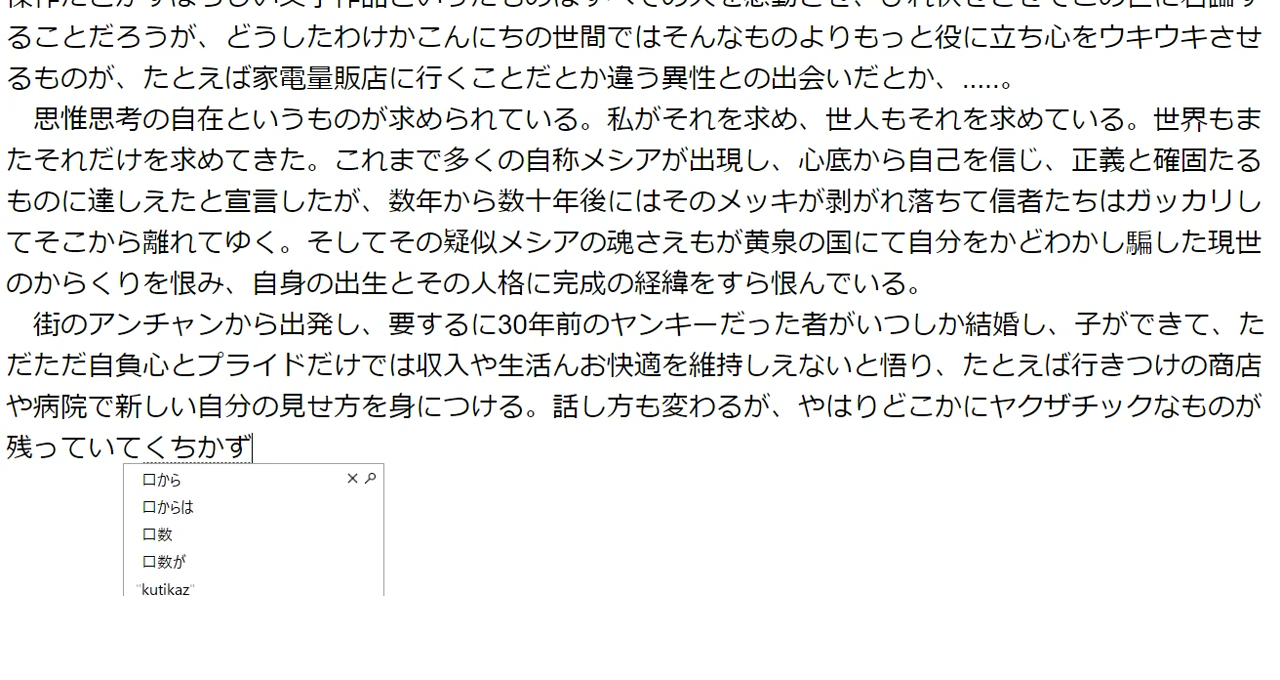 ることだろうが、どうしたわけかこんにちの世間ではそんなものよりもっと役に立ち心をウキウキさせ
るものが、たとえば家電量販店に行くことだとか違う異性との出会いだとか、.....。
思惟思考の自在というものが求められている。私がそれを求め、世人もそれを求めている。世界もま
たそれだけを求めてきた。これまで多くの自称メシアが出現し、心底から自己を信じ、正義と確固たる
ものに達しえたと宣言したが、数年から数十年後にはそのメッキが剥がれ落ちて信者たちはガッカリし
てそこから離れてゆく。そしてその疑似メシアの魂さえもが黄泉の国にて自分をかどわかし騙した現世
のからくりを恨み、自身の出生とその人格に完成の経緯をすら恨んでいる。
街のアンチャンから出発し、要するに30年前のヤンキーだった者がいつしか結婚し、子ができて、た
だただ自負心とプライドだけでは収入や生活んお快適を維持しえないと悟り、たとえば行きつけの商店
や病院で新しい自分の見せ方を身につける。話し方も変わるが、やはりどこかにヤクザチックなものが
残っていてくちかず
口から
口からは
口数
口数が
"kutikaz"